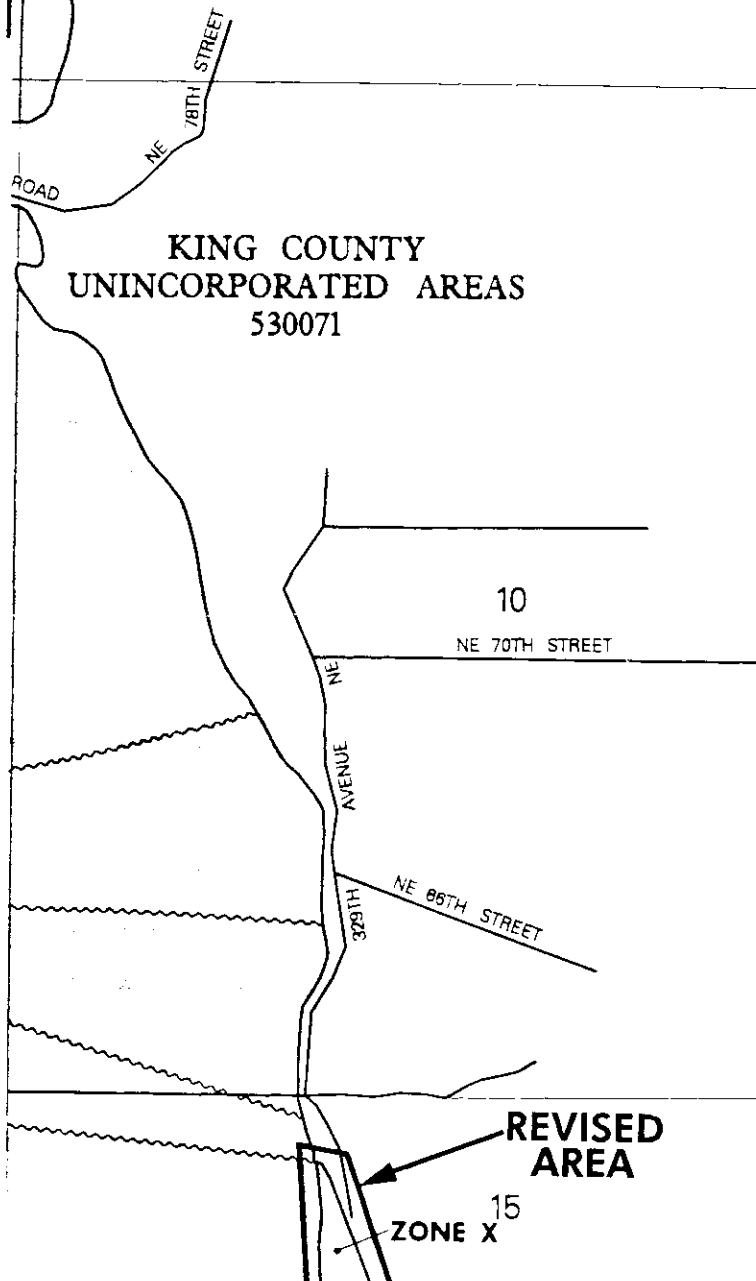 NE 78TH STREET
ROAD
KING COUNTY
UNINCORPORATED AREAS
530071
10
NE 70TH STREET
329TH AVENUE NE
NE 66TH STREET
REVISED
AREA
15
ZONE X